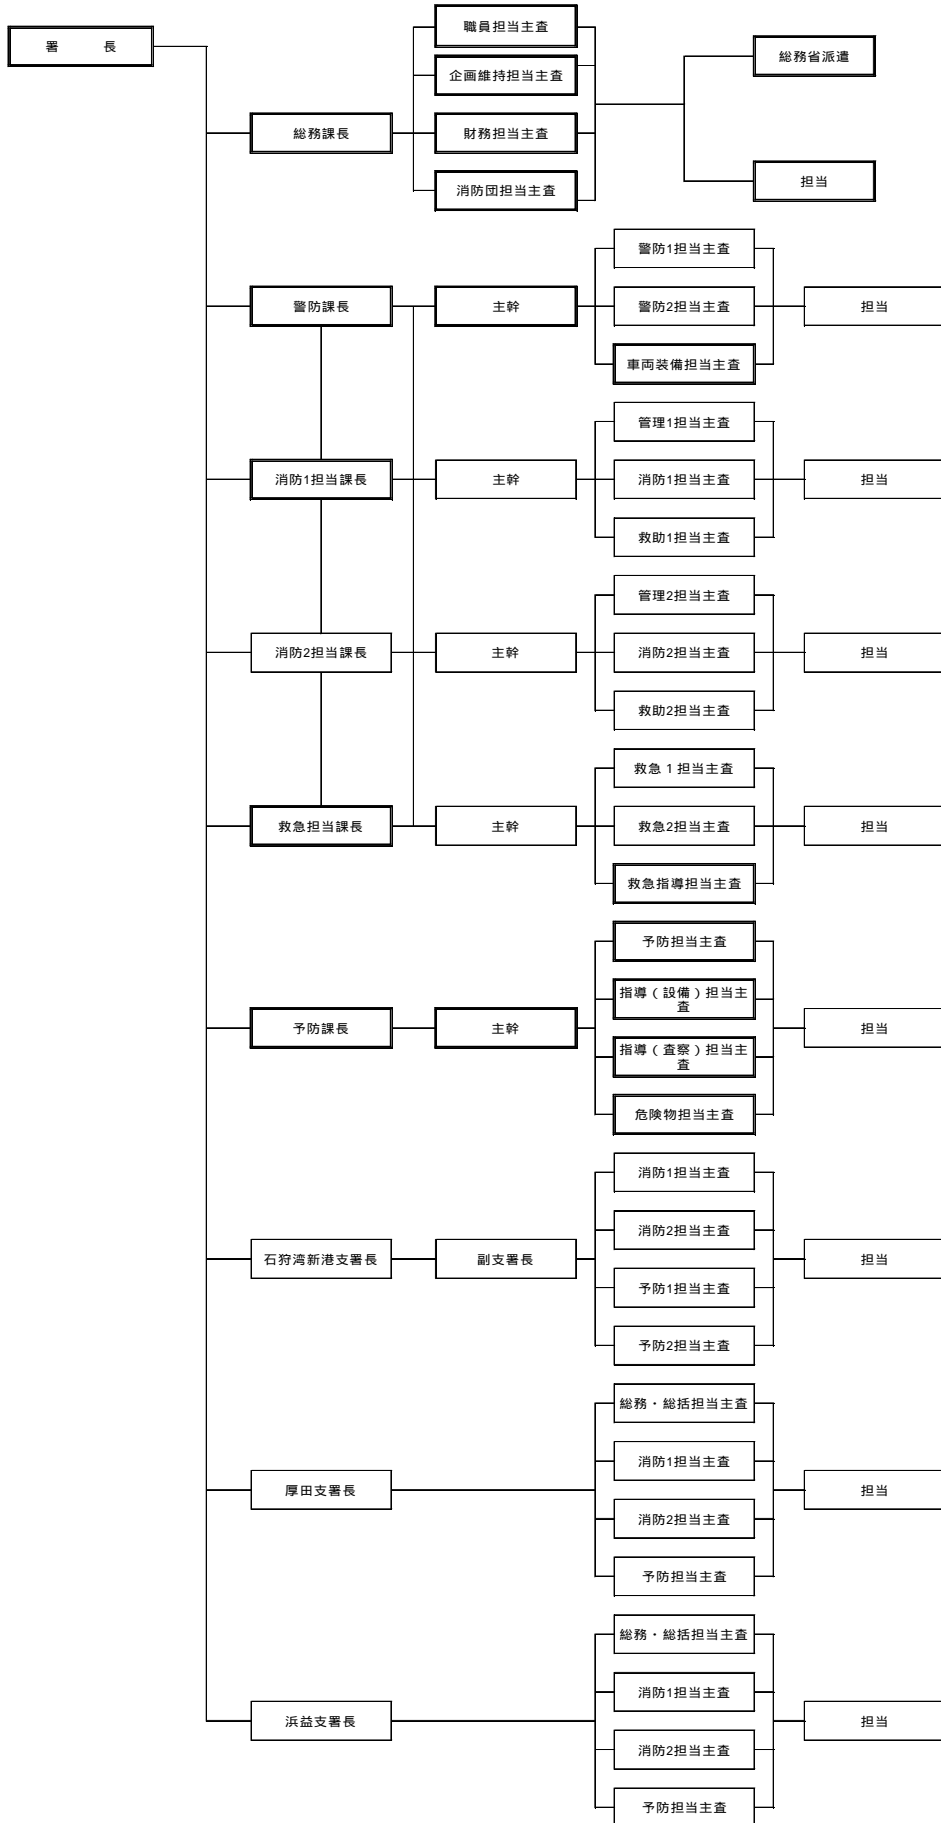 署　　長
職員担当主査
企画維持担当主査
総務課長
財務担当主査
消防団担当主査
総務省派遣
担当
警防課長
主幹
警防1担当主査
警防2担当主査
車両装備担当主査
担当
消防1担当課長
主幹
管理1担当主査
消防1担当主査
救助1担当主査
担当
消防2担当課長
主幹
管理2担当主査
消防2担当主査
救助2担当主査
担当
救急担当課長
主幹
救急１担当主査
救急2担当主査
救急指導担当主査
担当
予防課長
主幹
予防担当主査
指導（設備）担当主
査
指導（査察）担当主
査
危険物担当主査
担当
石狩湾新港支署長
副支署長
消防1担当主査
消防2担当主査
予防1担当主査
予防2担当主査
担当
厚田支署長
総務・総括担当主査
消防1担当主査
消防2担当主査
予防担当主査
担当
浜益支署長
総務・総括担当主査
消防1担当主査
消防2担当主査
予防担当主査
担当